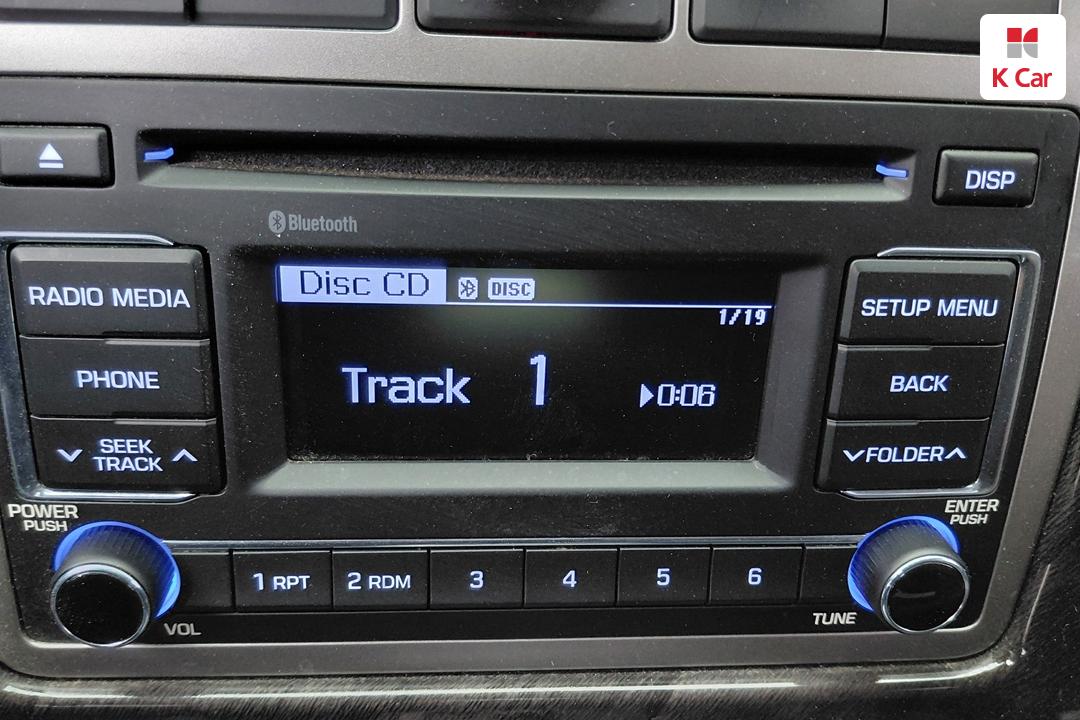 K Car
DISP
Bluetooth
RADIO MEDIA
Disc CD DISC
1/19
SETUP MENU
Track 1 0:06
PHONE
BACK
SEEK
TRACK
FOLDER
POWER
PUSH
ENTER
PUSH
1 RPT
2 RDM
3
4
5
6
VOL
TUNE